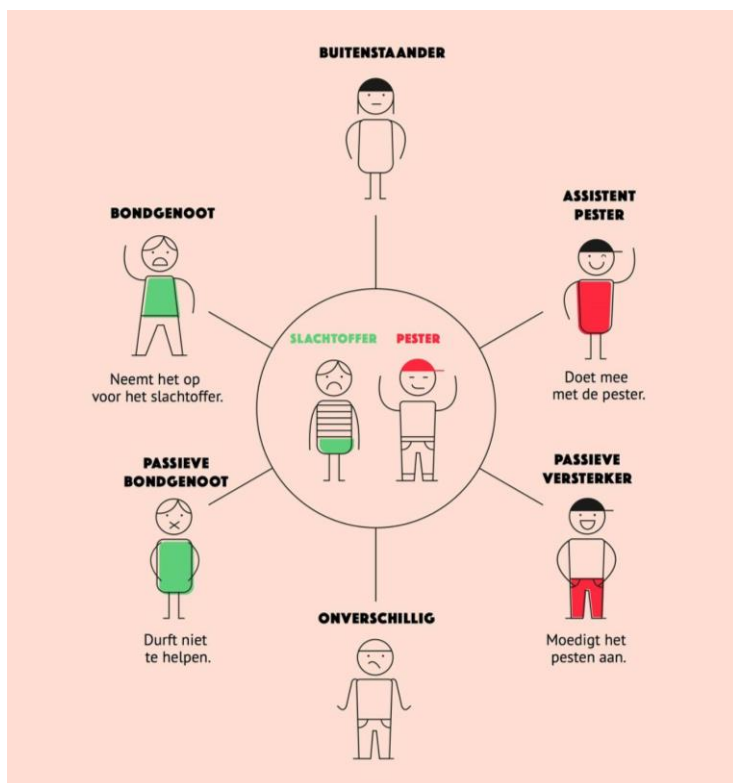 BUITENSTAANDER
BONDGENOOT
Neemt het op
voor het slachtoffer.
ASSISTENT
PESTER
Doet mee
met de pester.
SLACHTOFFER
PESTER
PASSIEVE
BONDGENOOT
Durft niet
te helpen.
PASSIEVE
VERSTERKER
Moedigt het
pesten aan.
ONVERSCHILLIG